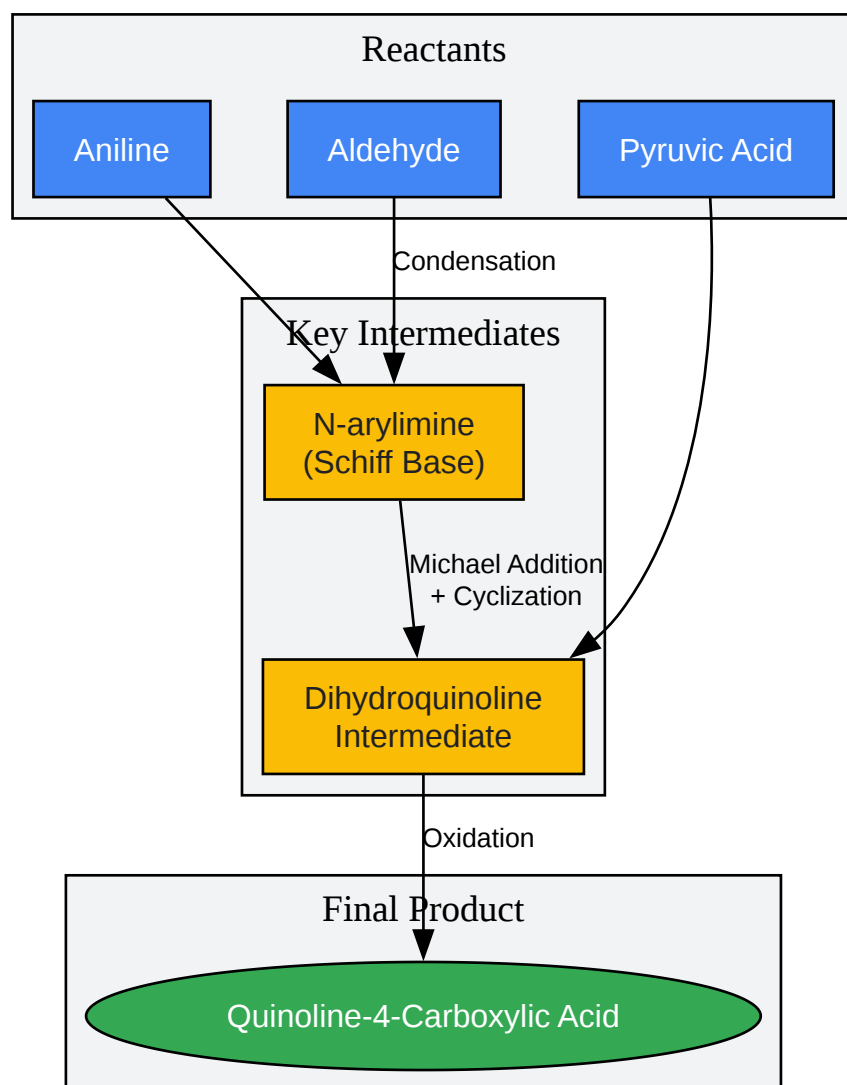 Reactants
Aniline
Aldehyde
Pyruvic Acid
Condensation
Key Intermediates
N-arylimine
(Schiff Base)
Michael Addition
+ Cyclization
Dihydroquinoline
Intermediate
Oxidation
Final Product
Quinoline-4-Carboxylic Acid